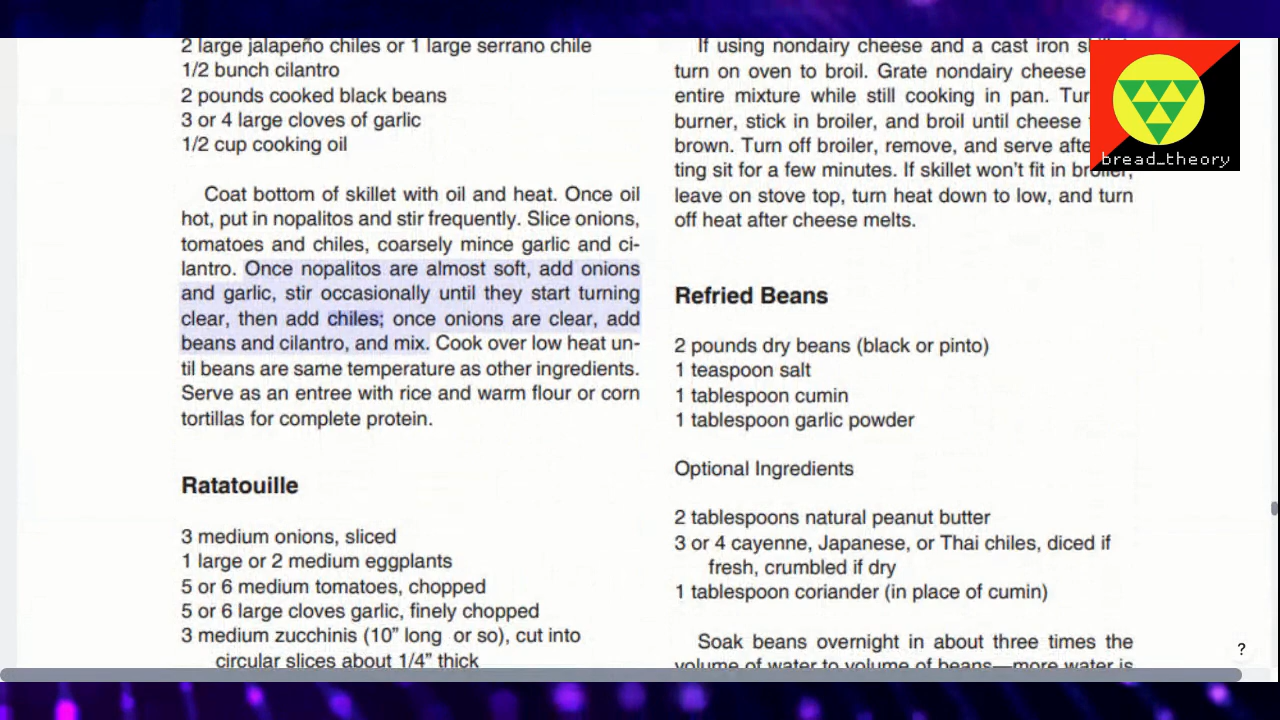 2 large jalapeño chiles or 1 large serrano chile
1/2 bunch cilantro
2 pounds cooked black beans
3 or 4 large cloves of garlic
1/2 cup cooking oil
Coat bottom of skillet with oil and heat. Once oil
hot, put in nopalitos and stir frequently. Slice onions,
tomatoes and chiles, coarsely mince garlic and ci-
lantro. Once nopalitos are almost soft, add onions
and garlic, stir occasionally until they start turning
clear, then add chiles; once onions are clear, add
beans and cilantro, and mix. Cook over low heat un-
til beans are same temperature as other ingredients.
Serve as an entree with rice and warm flour or corn
tortillas for complete protein.
Ratatouille
3 medium onions, sliced
1 large or 2 medium eggplants
5 or 6 medium tomatoes, chopped
5 or 6 large cloves garlic, finely chopped
3 medium zucchinis (10” long or so), cut into
circular slices about 1/4” thick
If using nondairy cheese and a cast iron
turn on oven to broil. Grate nondairy cheese
entire mixture while still cooking in pan.
burner, stick in broiler, and broil until cheese
brown. Turn off broiler, remove, and serve
ting sit for a few minutes. If skillet won’t fit in broiler,
leave on stove top, turn heat down to low, and turn
off heat after cheese melts.
Refried Beans
2 pounds dry beans (black or pinto)
1 teaspoon salt
1 tablespoon cumin
1 tablespoon garlic powder
Optional Ingredients
2 tablespoons natural peanut butter
3 or 4 cayenne, Japanese, or Thai chiles, diced if
fresh, crumbled if dry
1 tablespoon coriander (in place of cumin)
Soak beans overnight in about three times the
volume of water to volume of beans—more water is
bread_theory
?